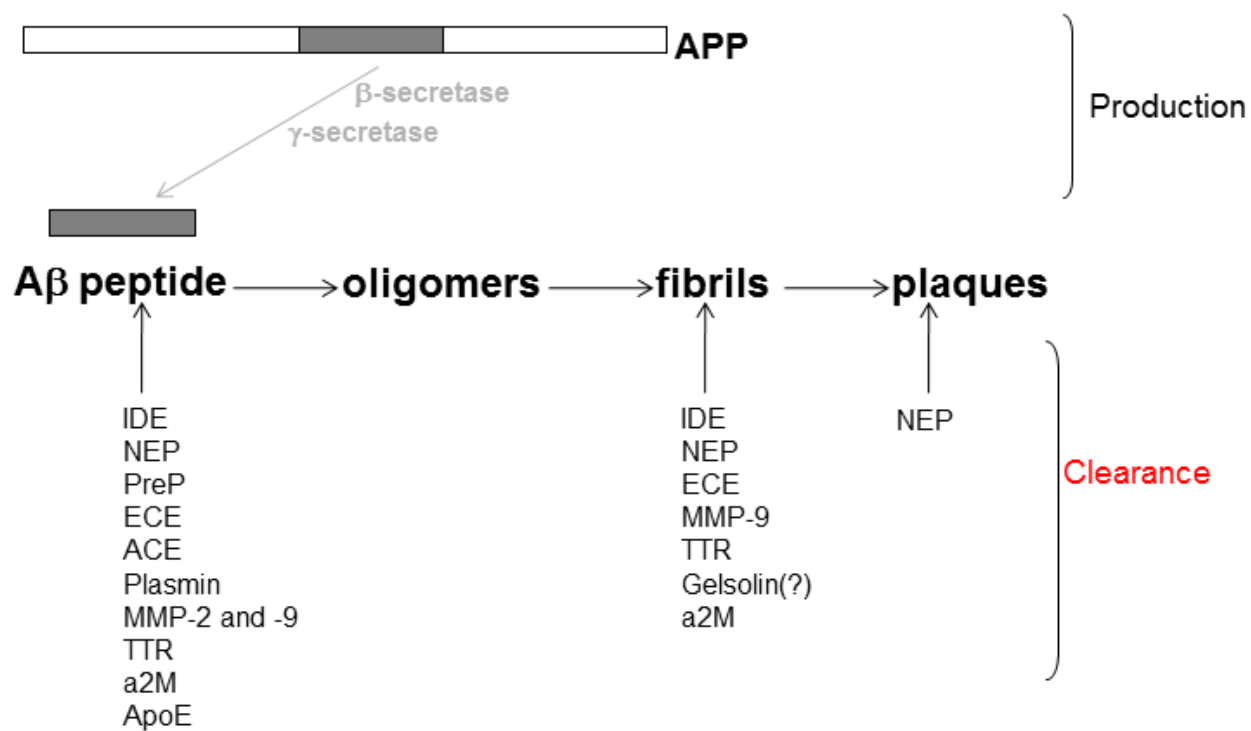 APP
β-secretase
γ-secretase
Production
Aβ peptide oligomers fibrils plaques
IDE
NEP
PreP
ECE
ACE
Plasmin
MMP-2 and -9
TTR
a2M
ApoE
IDE
NEP
ECE
MMP-9
TTR
Gelsolin(?)
a2M
NEP
Clearance